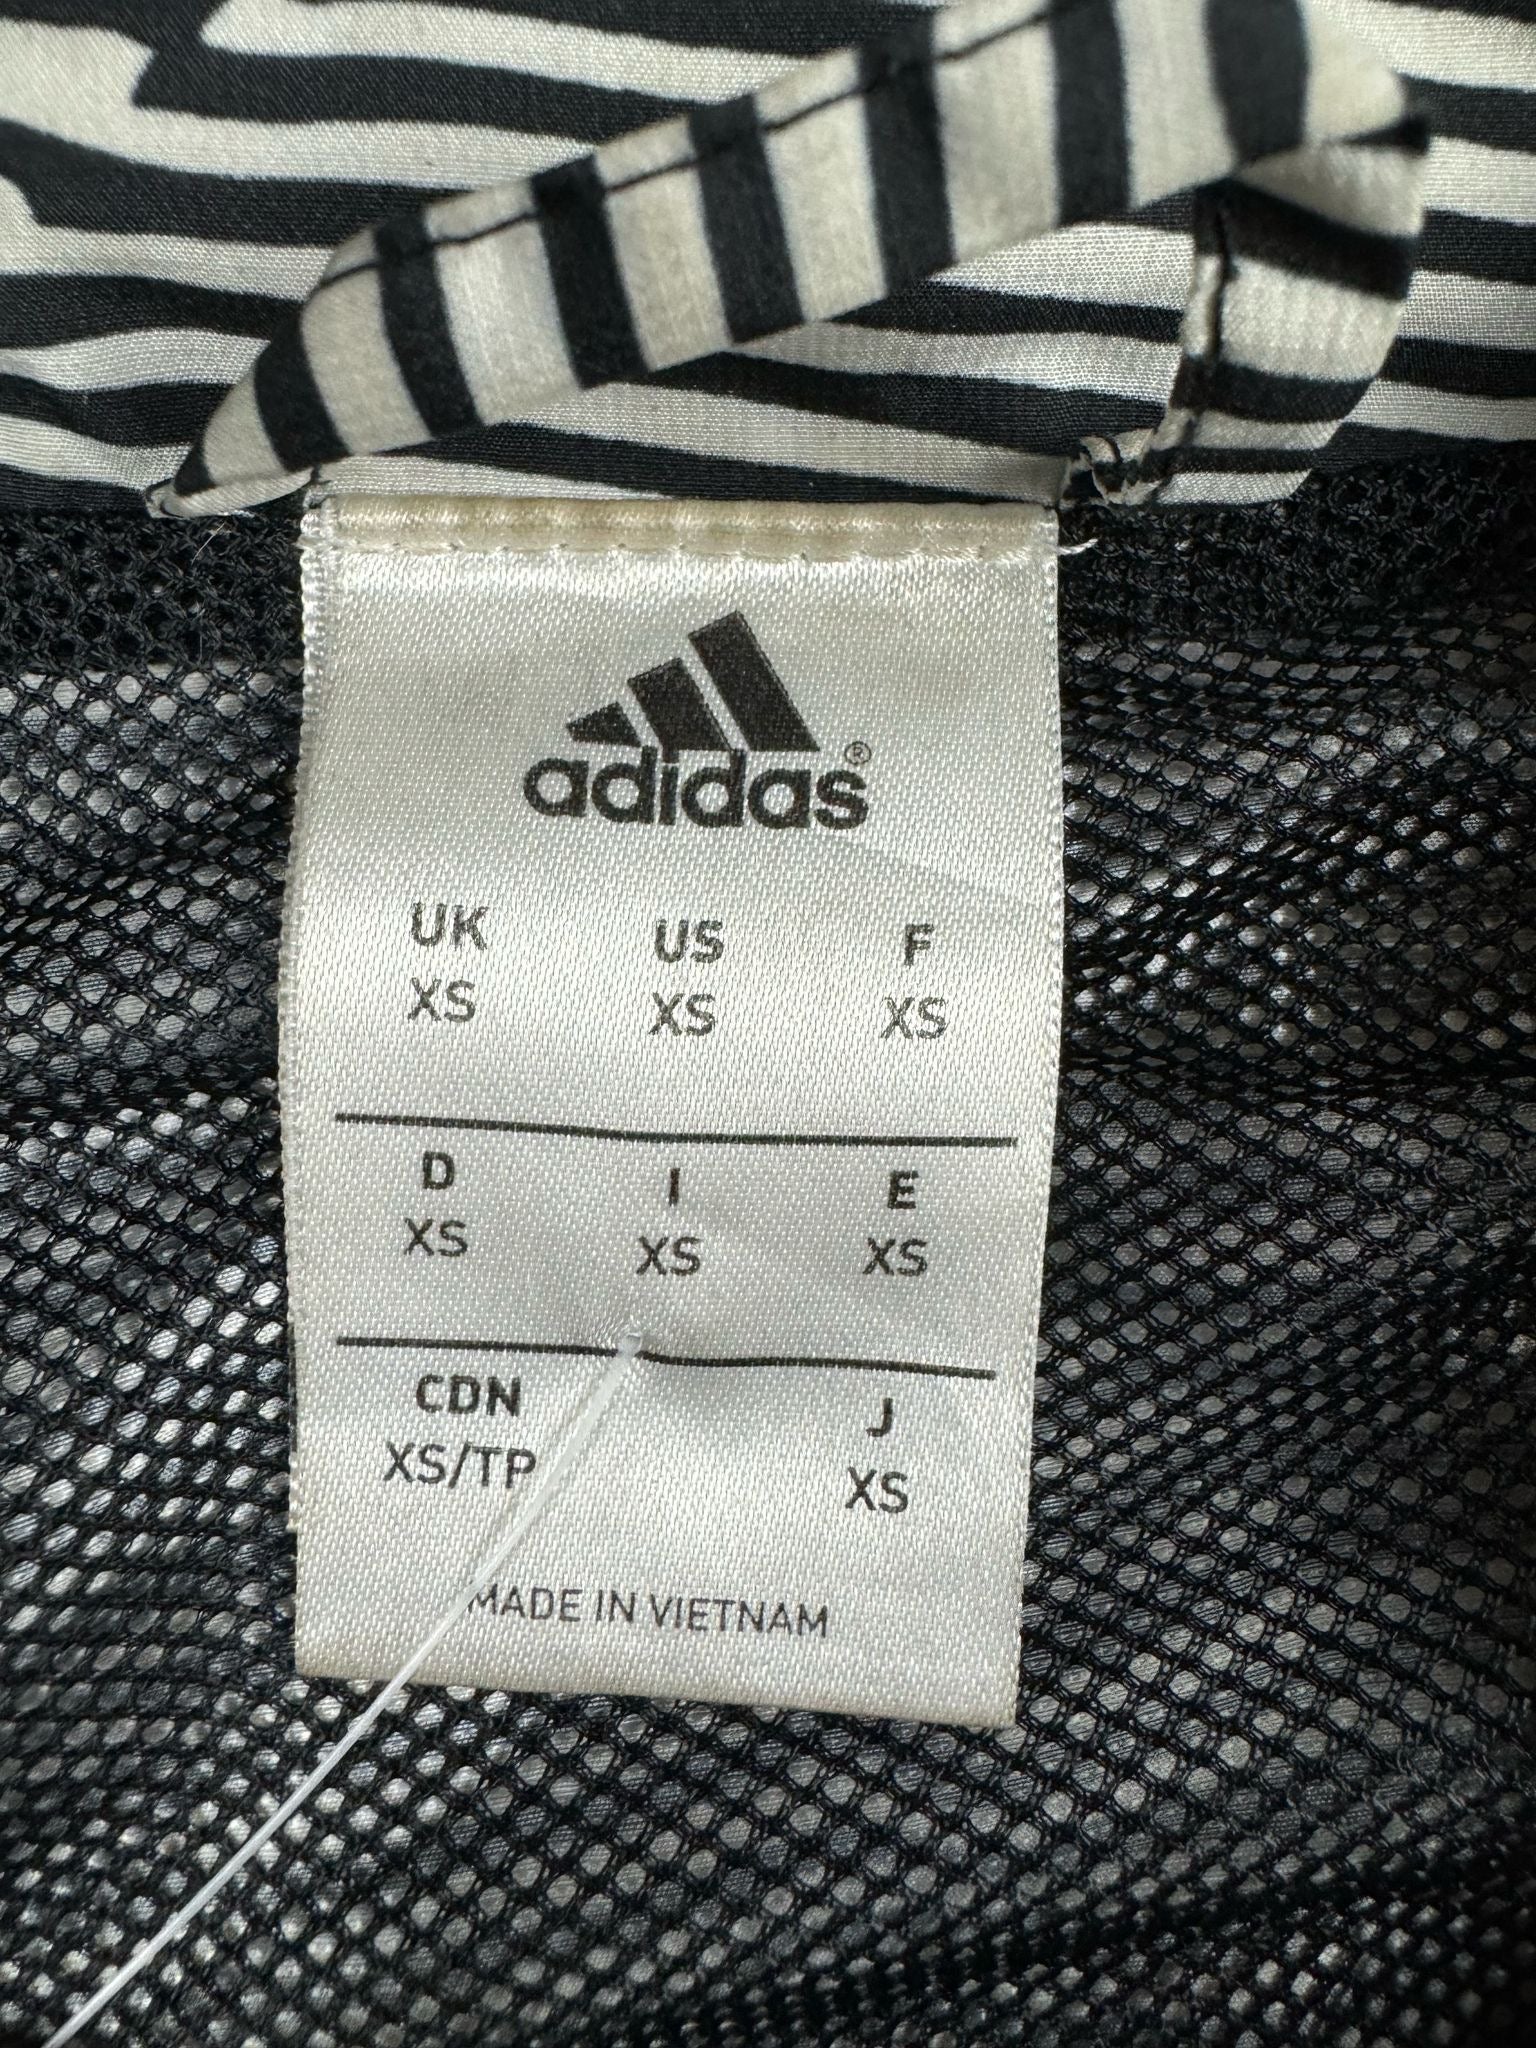 adidas®
UK US F
XS XS XS
D I E
XS XS XS
CDN J
XS/TP XS
MADE IN VIETNAM